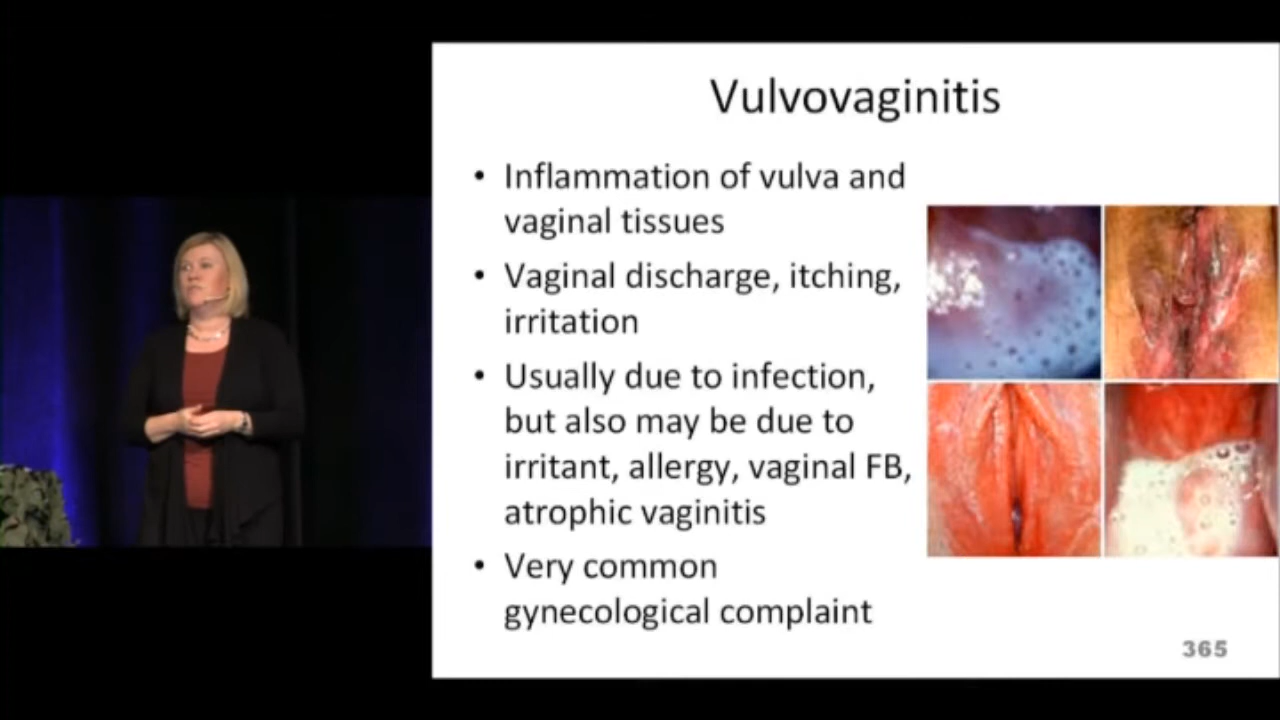 Vulvovaginitis
• Inflammation of vulva and
vaginal tissues
• Vaginal discharge, itching,
irritation
• Usually due to infection,
but also may be due to
irritant, allergy, vaginal FB,
atrophic vaginitis
• Very common
gynecological complaint
365